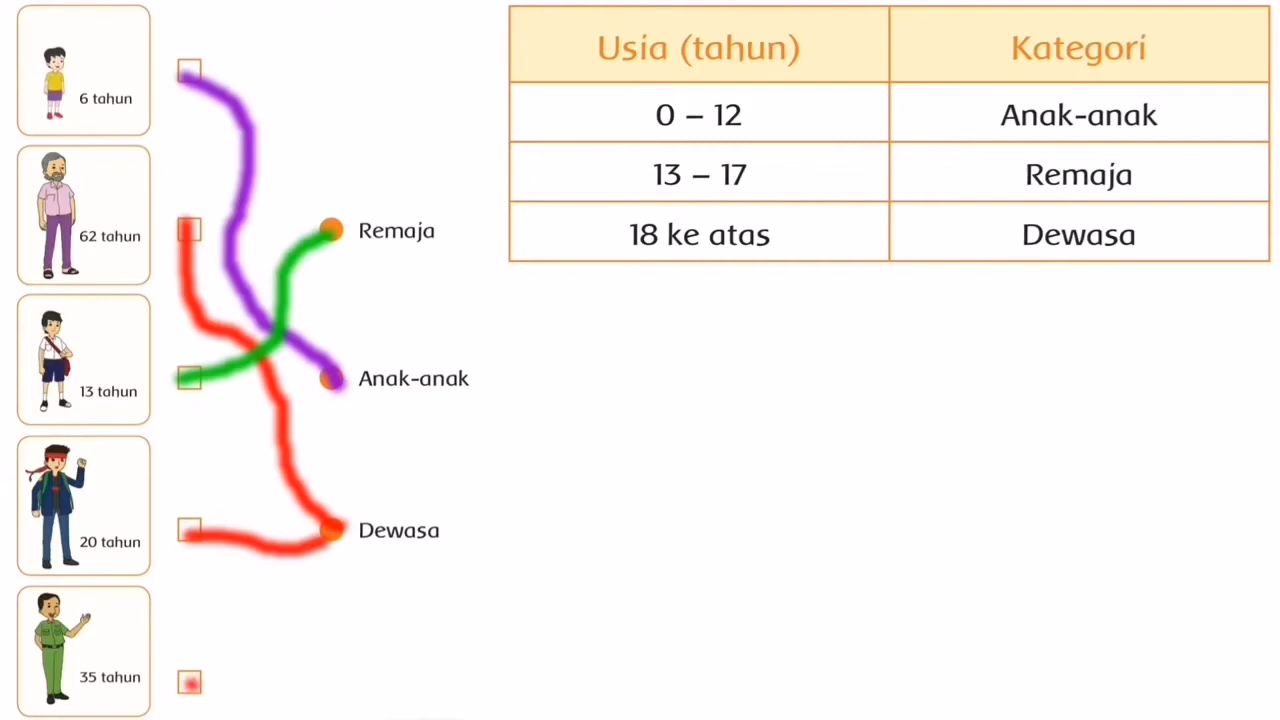 6 tahun
62 tahun
13 tahun
20 tahun
35 tahun
Remaja
Anak-anak
Dewasa
Usia (tahun) Kategori
0 – 12 Anak-anak
13 – 17 Remaja
18 ke atas Dewasa